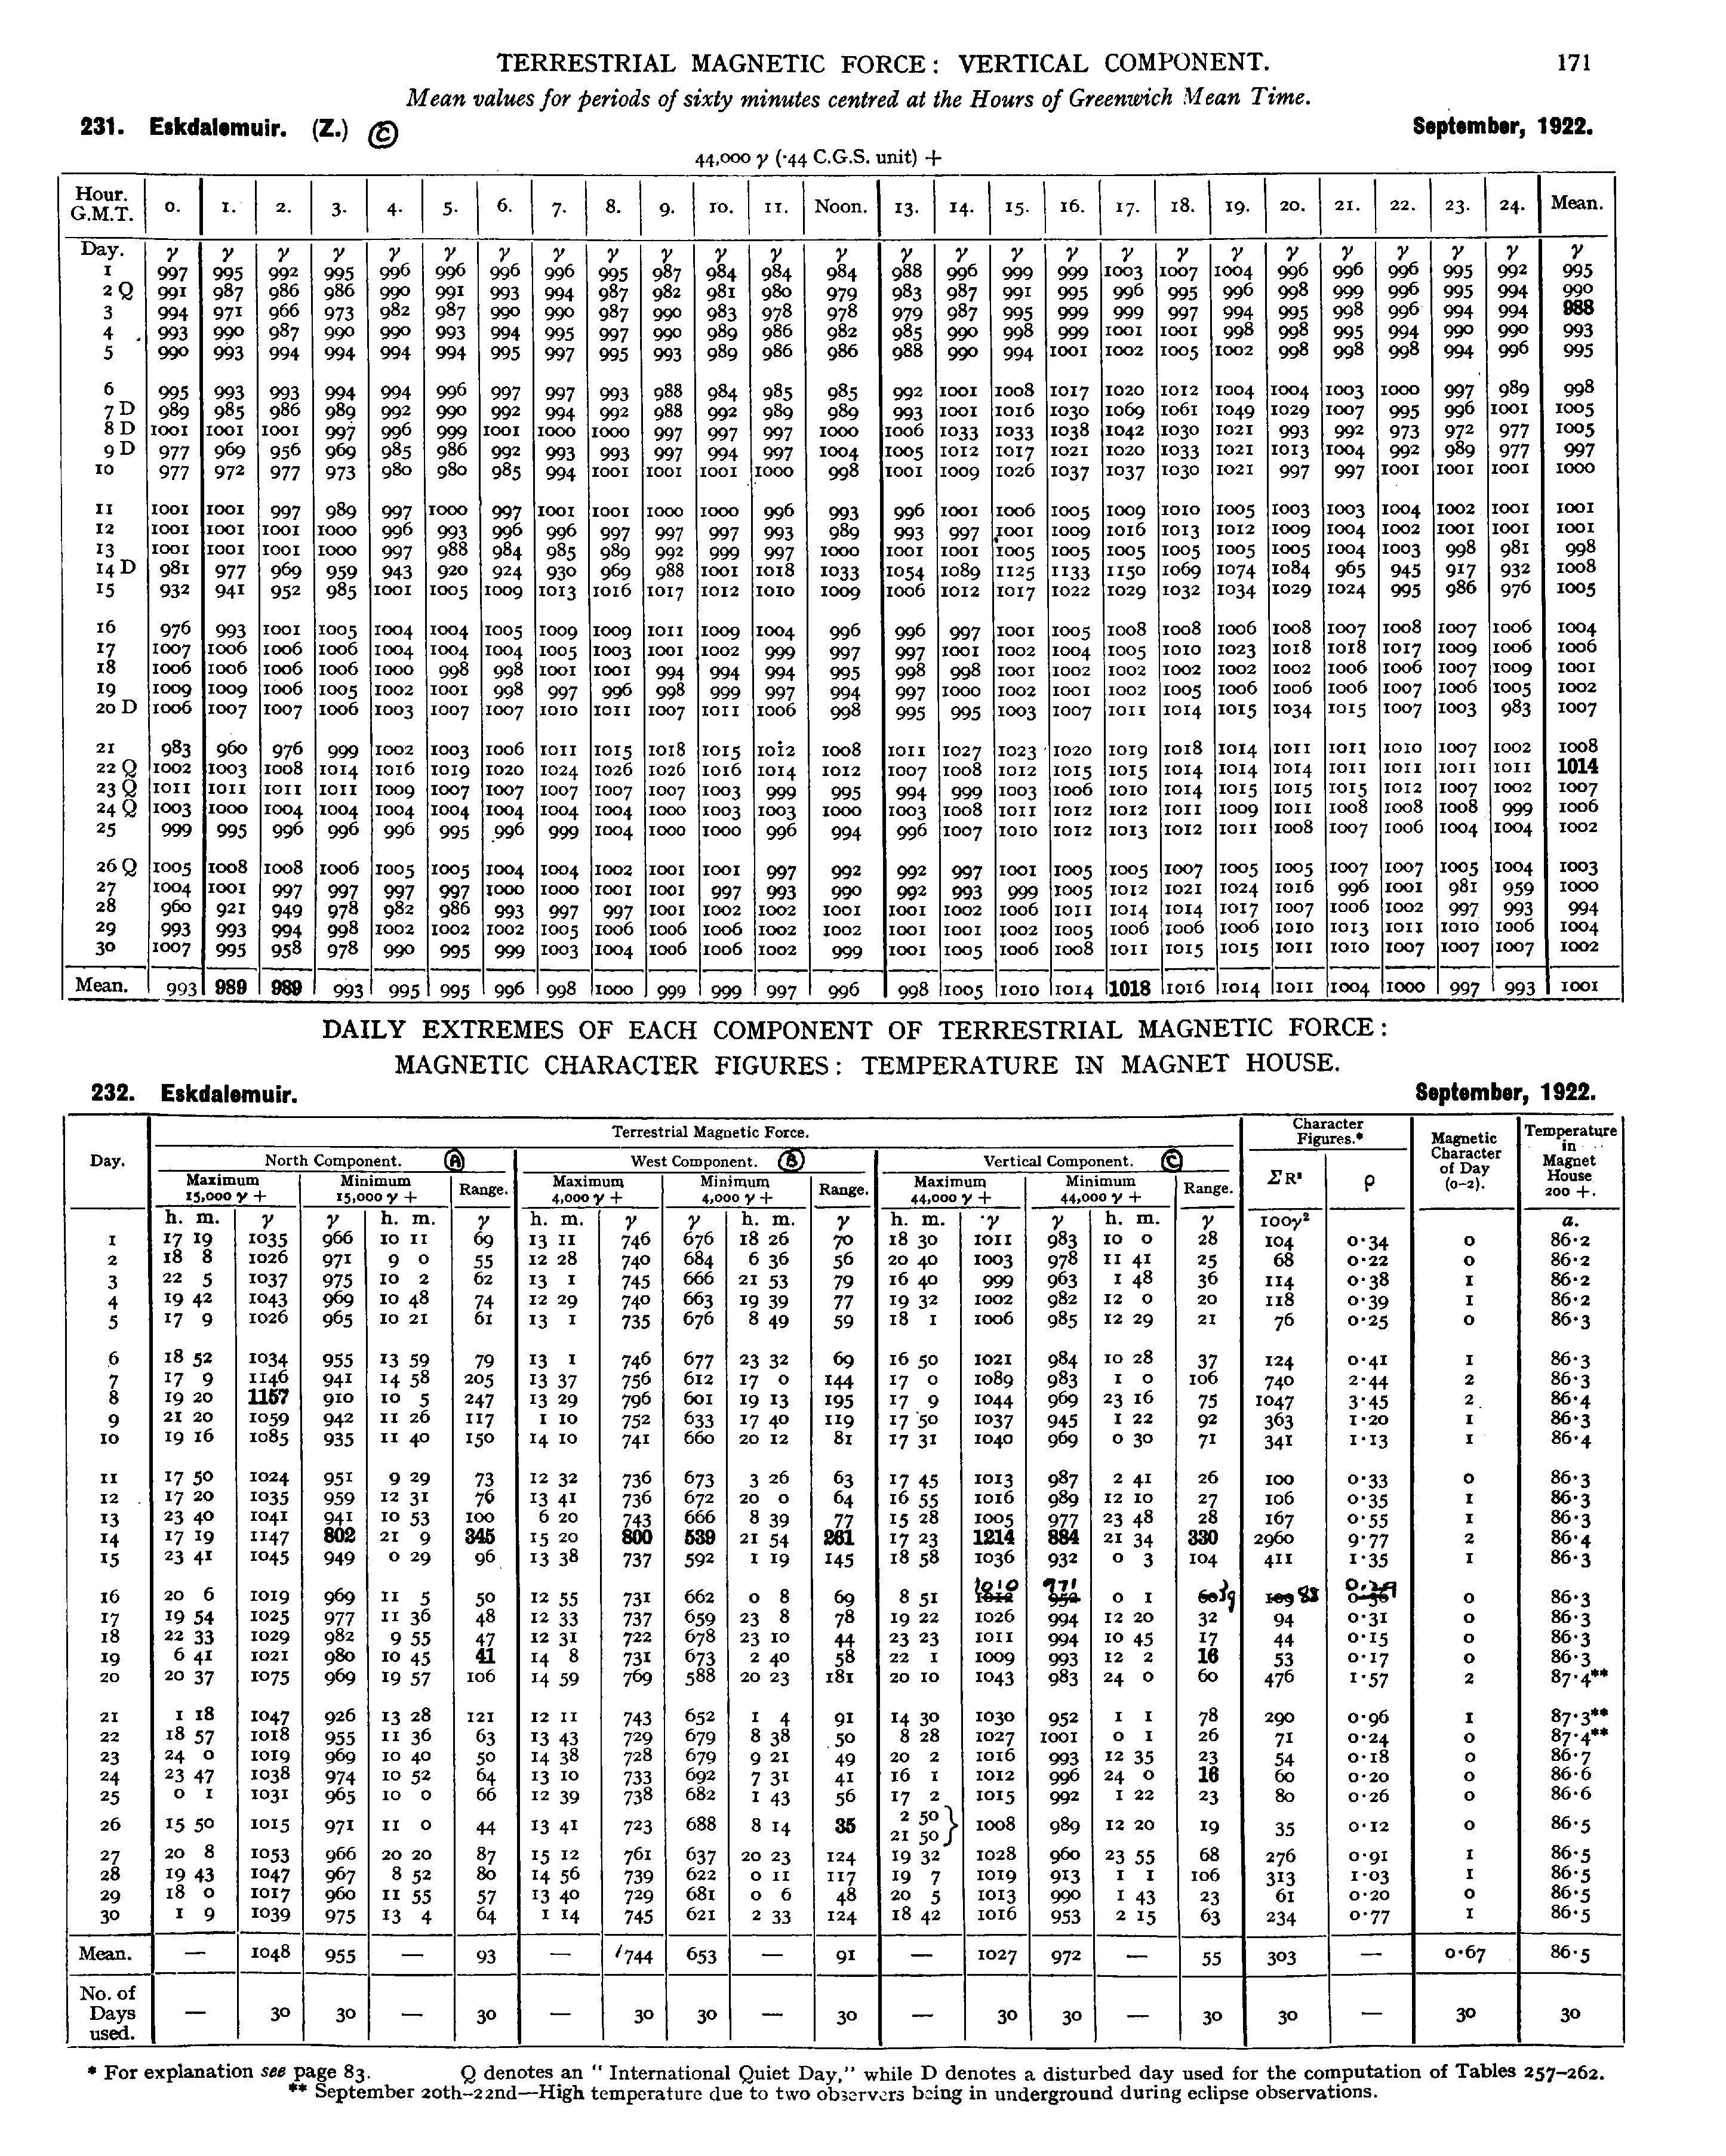 TERRESTRIAL MAGNETIC FORCE: VERTICAL COMPONENT. 171
Mean values for periods of sixty minutes centred at the Hours of Greenwich Mean Time.
231. Eskdalemuir. (Z.) Ⓒ September, 1922.
44,000 γ (·44 C.G.S. unit) +
Hour. G.M.T. 0. 1. 2. 3. 4. 5. 6. 7. 8. 9. 10. 11. Noon. 13. 14. 15. 16. 17. 18. 19. 20. 21. 22. 23. 24. Mean.
Day. γ γ γ γ γ γ γ γ γ γ γ γ γ γ γ γ γ γ γ γ γ γ γ γ γ γ
1 997 995 992 995 996 996 996 996 995 987 984 984 984 988 996 999 999 1003 1007 1004 996 996 996 995 992 995
2 Q 991 987 986 986 990 991 993 994 987 982 981 980 979 983 987 991 995 996 995 996 998 999 996 995 994 990
3 994 971 966 973 982 987 990 990 987 990 983 978 978 979 987 995 999 999 997 994 995 998 996 994 994 988
4 993 990 987 990 990 993 994 995 997 990 989 986 982 985 990 998 999 1001 1001 998 998 995 994 990 990 993
5 990 993 994 994 994 994 995 997 995 993 989 986 986 988 990 994 1001 1002 1005 1002 998 998 998 994 996 995
6 995 993 993 994 994 996 997 997 993 988 984 985 985 992 1001 1008 1017 1020 1012 1004 1004 1003 1000 997 989 998
7 D 989 985 986 989 992 990 992 994 992 988 992 989 989 993 1001 1016 1030 1069 1061 1049 1029 1007 995 996 1001 1005
8 D 1001 1001 1001 997 996 999 1001 1000 1000 997 997 997 1000 1006 1033 1033 1038 1042 1030 1021 993 992 973 972 977 1005
9 D 977 969 956 969 985 986 992 993 993 997 994 997 1004 1005 1012 1017 1021 1020 1033 1021 1013 1004 992 989 977 997
10 977 972 977 973 980 980 985 994 1001 1001 1001 1000 998 1001 1009 1026 1037 1037 1030 1021 997 997 1001 1001 1001 1000
11 1001 1001 997 989 997 1000 997 1001 1001 1000 1000 996 993 996 1001 1006 1005 1009 1010 1005 1003 1003 1004 1002 1001 1001
12 1001 1001 1001 1000 996 993 996 996 997 997 997 993 989 993 997 1001 1009 1016 1013 1012 1009 1004 1002 1001 1001 1001
13 1001 1001 1001 1000 997 988 984 985 989 992 999 997 1000 1001 1001 1005 1005 1005 1005 1005 1005 1004 1003 998 981 998
14 D 981 977 969 959 943 920 924 930 969 988 1001 1018 1033 1054 1089 1125 1133 1150 1069 1074 1084 965 945 917 932 1008
15 932 941 952 985 1001 1005 1009 1013 1016 1017 1012 1010 1009 1006 1012 1017 1022 1029 1032 1034 1029 1024 995 986 976 1005
16 976 993 1001 1005 1004 1004 1005 1009 1009 1011 1009 1004 996 996 997 1001 1005 1008 1008 1006 1008 1007 1008 1007 1006 1004
17 1007 1006 1006 1006 1004 1004 1004 1005 1003 1001 1002 999 997 997 1001 1002 1004 1005 1010 1023 1018 1018 1017 1009 1006 1006
18 1006 1006 1006 1006 1000 998 998 1001 1001 994 994 994 995 998 998 1001 1002 1002 1002 1002 1002 1006 1006 1007 1009 1001
19 1009 1009 1006 1005 1002 1001 998 997 996 998 999 997 994 997 1000 1002 1001 1002 1005 1006 1006 1006 1007 1006 1005 1002
20 D 1006 1007 1007 1006 1003 1007 1007 1010 1011 1007 1011 1006 998 995 995 1003 1007 1011 1014 1015 1034 1015 1007 1003 983 1007
21 983 960 976 999 1002 1003 1006 1011 1015 1018 1015 1012 1008 1011 1027 1023 1020 1019 1018 1014 1011 1011 1010 1007 1002 1008
22 Q 1002 1003 1008 1014 1016 1019 1020 1024 1026 1026 1016 1014 1012 1007 1008 1012 1015 1015 1014 1014 1014 1011 1011 1011 1011 1014
23 Q 1011 1011 1011 1011 1009 1007 1007 1007 1007 1007 1003 999 995 994 999 1003 1006 1010 1014 1015 1015 1015 1012 1007 1002 1007
24 Q 1003 1000 1004 1004 1004 1004 1004 1004 1004 1000 1003 1003 1000 1003 1008 1011 1012 1012 1011 1009 1011 1008 1008 1008 999 1006
25 999 995 996 996 996 995 996 999 1004 1000 1000 996 994 996 1007 1010 1012 1013 1012 1011 1008 1007 1006 1004 1004 1002
26 Q 1005 1008 1008 1006 1005 1005 1004 1004 1002 1001 1001 997 992 992 997 1001 1005 1005 1007 1005 1005 1007 1007 1005 1004 1003
27 1004 1001 997 997 997 997 1000 1000 1001 1001 997 993 990 992 993 999 1005 1012 1021 1024 1016 996 1001 981 959 1000
28 960 921 949 978 982 986 993 997 997 1001 1002 1002 1001 1001 1002 1006 1011 1014 1014 1017 1007 1006 1002 997 993 994
29 993 993 994 998 1002 1002 1002 1005 1006 1006 1006 1002 1002 1001 1001 1002 1005 1006 1006 1006 1010 1013 1011 1010 1006 1004
30 1007 995 958 978 990 995 999 1003 1004 1006 1006 1002 999 1001 1005 1006 1008 1011 1015 1015 1011 1010 1007 1007 1007 1002
Mean. 993 989 989 993 995 995 996 998 1000 999 999 997 996 998 1005 1010 1014 1018 1016 1014 1011 1004 1000 997 993 1001
DAILY EXTREMES OF EACH COMPONENT OF TERRESTRIAL MAGNETIC FORCE:
MAGNETIC CHARACTER FIGURES: TEMPERATURE IN MAGNET HOUSE.
232. Eskdalemuir. September, 1922.
Day. Terrestrial Magnetic Force. Character Figures.* Magnetic Character of Day (0–2). Temperature in Magnet House 200 +.
North Component. Ⓐ West Component. Ⓑ Vertical Component. Ⓒ ΣR² ρ
Maximum 15,000 γ + Minimum 15,000 γ + Range. Maximum 4,000 γ + Minimum 4,000 γ + Range. Maximum 44,000 γ + Minimum 44,000 γ + Range.
h. m. γ γ h. m. γ h. m. γ γ h. m. γ h. m. γ γ h. m. γ 100γ² a.
1 17 19 1035 966 10 11 69 13 11 746 676 18 26 70 18 30 1011 983 10 0 28 104 0·34 0 86·2
2 18 8 1026 971 9 0 55 12 28 740 684 6 36 56 20 40 1003 978 11 41 25 68 0·22 0 86·2
3 22 5 1037 975 10 2 62 13 1 745 666 21 53 79 16 40 999 963 1 48 36 114 0·38 1 86·2
4 19 42 1043 969 10 48 74 12 29 740 663 19 39 77 19 32 1002 982 12 0 20 118 0·39 1 86·2
5 17 9 1026 965 10 21 61 13 1 735 676 8 49 59 18 1 1006 985 12 29 21 76 0·25 0 86·3
6 18 52 1034 955 13 59 79 13 1 746 677 23 32 69 16 50 1021 984 10 28 37 124 0·41 1 86·3
7 17 9 1146 941 14 58 205 13 37 756 612 17 0 144 17 0 1089 983 1 0 106 740 2·44 2 86·3
8 19 20 1157 910 10 5 247 13 29 796 601 19 13 195 17 9 1044 969 23 16 75 1047 3·45 2 86·3
9 21 20 1059 942 11 26 117 1 10 752 633 17 40 119 17 50 1037 945 1 22 92 363 1·20 1 86·3
10 19 16 1085 935 11 40 150 14 10 741 660 20 12 81 17 31 1040 969 0 30 71 341 1·13 1 86·4
11 17 50 1024 951 9 29 73 12 32 736 673 3 26 63 17 45 1013 987 2 41 26 100 0·33 0 86·3
12 17 20 1035 959 12 31 76 13 41 736 672 20 0 64 16 55 1016 989 12 10 27 106 0·35 1 86·3
13 23 40 1041 941 10 53 100 6 20 743 666 8 39 77 15 28 1005 977 23 48 28 167 0·55 1 86·3
14 17 19 1147 802 21 9 345 15 20 800 539 21 54 261 17 23 1214 884 21 34 330 2960 9·77 2 86·4
15 23 41 1045 949 0 29 96 13 38 737 592 1 19 145 18 58 1036 932 0 3 104 411 1·35 1 86·3
16 20 6 1019 969 11 5 50 12 55 731 662 0 8 69 8 51 1010 1012 971 952 0 1 60 39 109 83 0.29 0·36 0 86·3
17 19 54 1025 977 11 36 48 12 33 737 659 23 8 78 19 22 1026 994 12 20 32 94 0·31 0 86·3
18 22 33 1029 982 9 55 47 12 31 722 678 23 10 44 23 23 1011 994 10 45 17 44 0·15 0 86·3
19 6 41 1021 980 10 45 41 14 8 731 673 2 40 58 22 1 1009 993 12 2 16 53 0·17 0 86·3
20 20 37 1075 969 19 57 106 14 59 769 588 20 23 181 20 10 1043 983 24 0 60 476 1·57 2 87·4**
21 1 18 1047 926 13 28 121 12 11 743 652 1 4 91 14 30 1030 952 1 1 78 290 0·96 1 87·3**
22 18 57 1018 955 11 36 63 13 43 729 679 8 38 50 8 28 1027 1001 0 1 26 71 0·24 0 87·4**
23 24 0 1019 969 10 40 50 14 38 728 679 9 21 49 20 2 1016 993 12 35 23 54 0·18 0 86·7
24 23 47 1038 974 10 52 64 13 10 733 692 7 31 41 16 1 1012 996 24 0 16 60 0·20 0 86·6
25 0 1 1031 965 10 0 66 12 39 738 682 1 43 56 17 2 1015 992 1 22 23 80 0·26 0 86·6
26 15 50 1015 971 11 0 44 13 41 723 688 8 14 35 2 50 21 50 } 1008 989 12 20 19 35 0·12 0 86·5
27 20 8 1053 966 20 20 87 15 12 761 637 20 23 124 19 32 1028 960 23 55 68 276 0·91 1 86·5
28 19 43 1047 967 8 52 80 14 56 739 622 0 11 117 19 7 1019 913 1 1 106 313 1·03 1 86·5
29 18 0 1017 960 11 55 57 13 40 729 681 0 6 48 20 5 1013 990 1 43 23 61 0·20 0 86·5
30 1 9 1039 975 13 4 64 1 14 745 621 2 33 124 18 42 1016 953 2 15 63 234 0·77 1 86·5
Mean. — 1048 955 — 93 — 744 653 — 91 — 1027 972 — 55 303 — 0·67 86·5
No. of Days used. — 30 30 — 30 — 30 30 — 30 — 30 30 — 30 30 — 30 30
* For explanation see page 83. Q denotes an “ International Quiet Day,” while D denotes a disturbed day used for the computation of Tables 257–262.
** September 20th–22nd—High temperature due to two observers being in underground during eclipse observations.